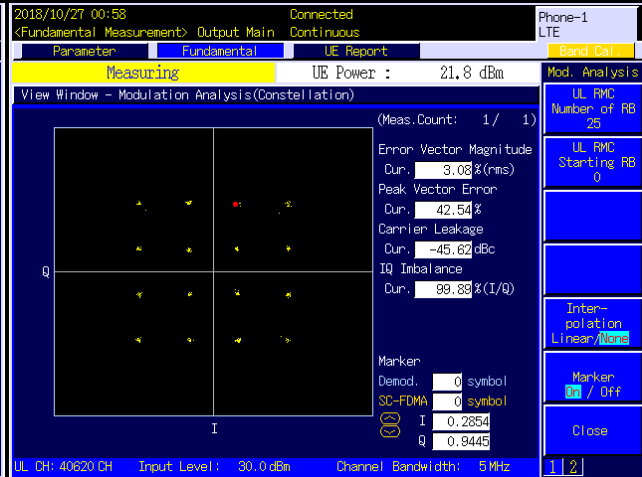 2018/10/27 00:58 Connected Phone-1
<Fundamental Measurement> Output Main Continuous LTE
Parameter Fundamental UE Report Band Cal.
Measuring UE Power : 21.8 dBm Mod. Analysis
View Window - Modulation Analysis(Constellation)
(Meas.Count: 1/ 1)
Error Vector Magnitude
Cur. 3.08 %(rms)
Peak Vector Error
Cur. 42.54 %
Carrier Leakage
Cur. -45.62 dBc
IQ Imbalance
Cur. 99.89 %(I/Q)
Q
I
Marker
Demod. 0 symbol
SC-FDMA 0 symbol
I 0.2854
Q 0.9445
UL RMC
Number of RB
25
UL RMC
Starting RB
0
Inter-
polation
Linear/None
Marker
On / Off
Close
UL CH: 40620 CH Input Level: 30.0 dBm Channel Bandwidth: 5 MHz 1 2